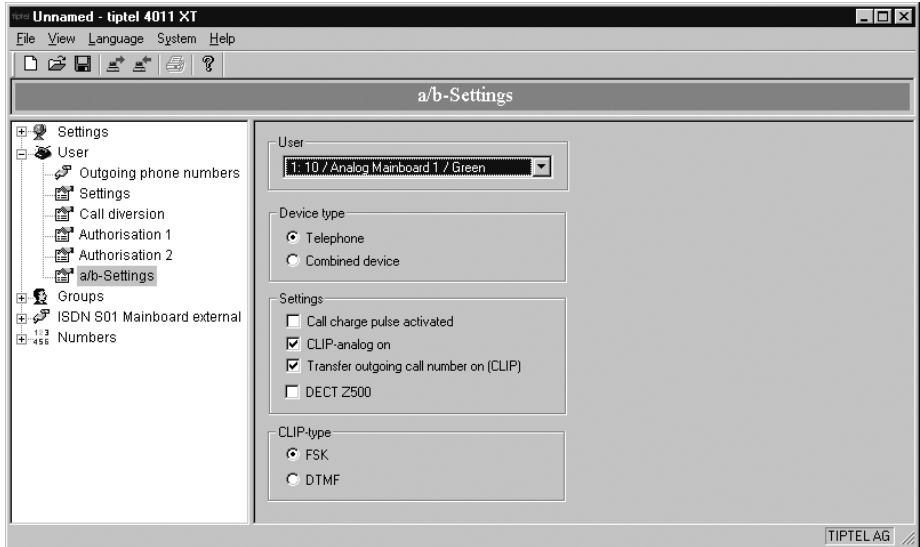 Unnamed - tiptel 4011 XT
File View Language System Help
a/b-Settings
Settings
User
Outgoing phone numbers
Settings
Call diversion
Authorisation 1
Authorisation 2
a/b-Settings
Groups
ISDN S01 Mainboard external
123
456 Numbers
User
1: 10 / Analog Mainboard 1 / Green
Device type
Telephone
Combined device
Settings
Call charge pulse activated
CLIP-analog on
Transfer outgoing call number on (CLIP)
DECT Z500
CLIP-type
FSK
DTMF
TIPTEL AG